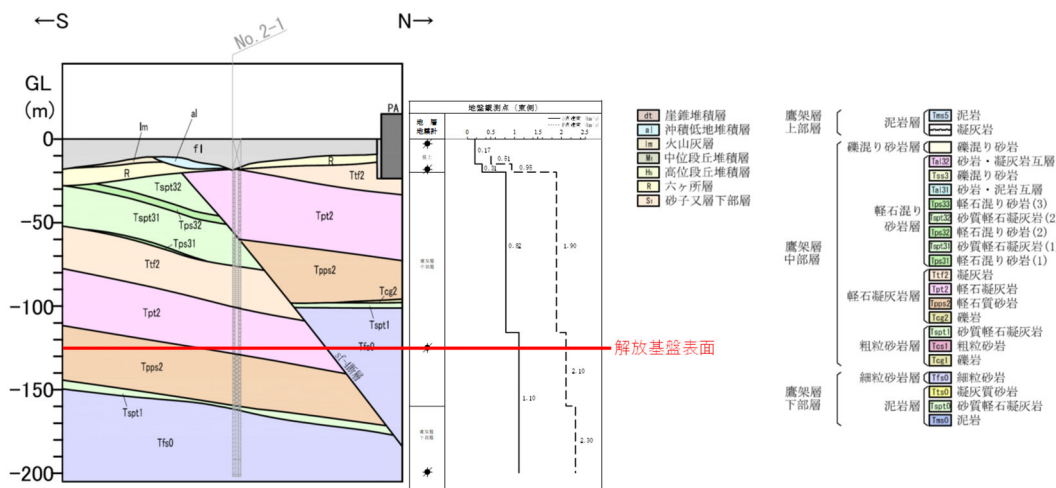 ←S
N→
No.2-1
GL
(m)
PA
0
-50
-100
-150
-200
lm
al
fl
R
R
Ttf2
Tspt32
Tpt2
Tspt31
Tps32
Tps31
Ttf2
Tpps2
Tcg2
Tspt1
Tpt2
Tfs0
sf-1断層
Tpps2
Tspt1
Tfs0
地盤観測点（東側）
地 層
地震計
0 0.5 1.0 1.5 2.0 2.5
0.17
0.51
0.31
0.95
0.82
1.90
2.10
1.10
2.30
解放基盤表面
dt 崖錐堆積層
al 沖積低地堆積層
lm 火山灰層
中位段丘堆積層
高位段丘堆積層
R 六ヶ所層
砂子又層下部層
鷹架層
上部層
泥岩層
Tms5 泥岩
凝灰岩
鷹架層
中部層
礫混り砂岩層
礫混り砂岩
軽石混り
砂岩層
Tal32 砂岩・凝灰岩互層
Tss3 礫混り砂岩
Tal31 砂岩・泥岩互層
Tps33 軽石混り砂岩(3)
Tspt32 砂質軽石凝灰岩(2
Tps32 軽石混り砂岩(2)
Tspt31 砂質軽石凝灰岩(1
Tps31 軽石混り砂岩(1)
軽石凝灰岩層
Ttf2 凝灰岩
Tpt2 軽石凝灰岩
Tpps2 軽石質砂岩
Tcg2 礫岩
粗粒砂岩層
Tspt1 砂質軽石凝灰岩
Tcs1 粗粒砂岩
Tcg1 礫岩
鷹架層
下部層
細粒砂岩層
Tfs0 細粒砂岩
泥岩層
Tts0 凝灰質砂岩
Tspt0 砂質軽石凝灰岩
Tms0 泥岩